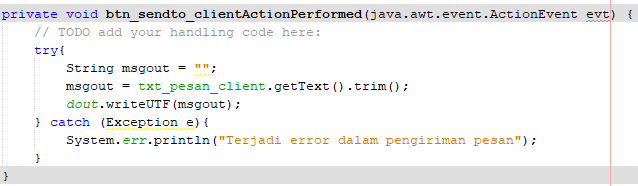 private void btn_sendto_clientActionPerformed(java.awt.event.ActionEvent evt) {
// TODO add your handling code here:
try{
String msgout = "";
msgout = txt_pesan_client.getText().trim();
dout.writeUTF(msgout);
} catch (Exception e){
System.err.println("Terjadi error dalam pengiriman pesan");
}
}